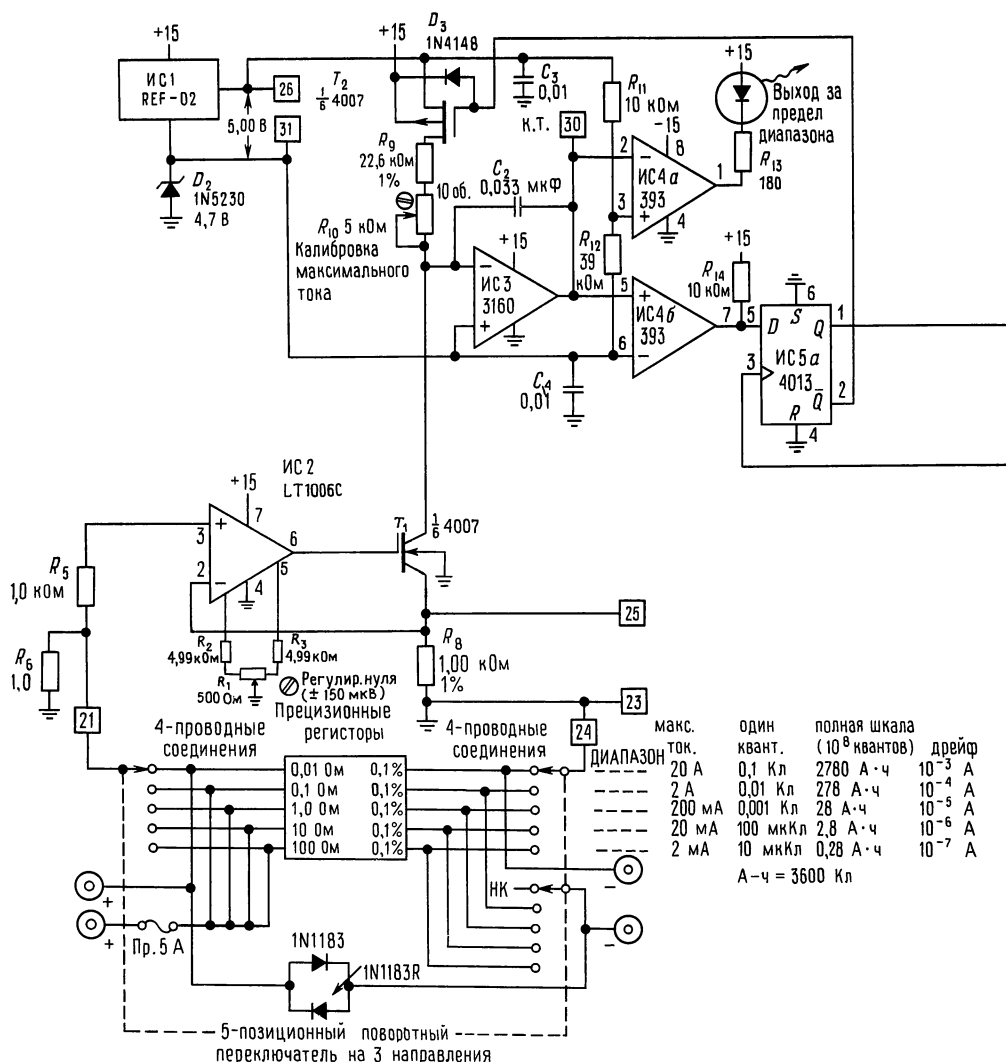 +15
ИС1
REF-02
26
31
5,00 В
D2
1N5230
4,7 В
+15
D3
1N4148
T2
1/6 4007
R9
22,6 кОм
1%
10 об.
R10 5 кОм
Калибровка
максимального
тока
C3
0,01
К.Т.
30
C2
0,033 мкф
+15
ИС3
3160
−
+
R11
10 кОм
R12
39
кОм
−15
8
2
−
ИС4а
393
3
+
4
1
+15
Выход за
предел
диапазона
R13
180
5
+
ИС4б
393
6
−
7
+15
R14
10 кОм
C4
0,01
5
D
S
6
Q
1
3
ИС5а
4013
Q
2
R
4
ИС2
LT1006C
+15
7
3
+
2
−
6
5
4
T1
1/6 4007
25
R5
1,0 кОм
R6
1,0
21
R2
4,99кОм
R3
4,99кОм
R1
500 Ом
Регулир. нуля
(± 150 мкВ)
R8
1,00 кОм
1%
23
24
Прецизионные
регисторы
4-проводные
соединения
4-проводные
соединения
0,01 Ом 0,1%
0,1 Ом 0,1%
1,0 Ом 0,1%
10 Ом 0,1%
100 Ом 0,1%
ДИАПАЗОН
макс. один полная шкала
ток. квант. (10⁸ квантов) дрейф
20 А 0,1 Кл 2780 А·ч 10⁻³ А
2 А 0,01 Кл 278 А·ч 10⁻⁴ А
200 мА 0,001 Кл 28 А·ч 10⁻⁵ А
20 мА 100 мкКл 2,8 А·ч 10⁻⁶ А
2 мА 10 мкКл 0,28 А·ч 10⁻⁷ А
А-ч = 3600 Кл
+
+
Пр. 5 А
НК
−
−
1N1183
1N1183R
5-позиционный поворотный
переключатель на 3 направления